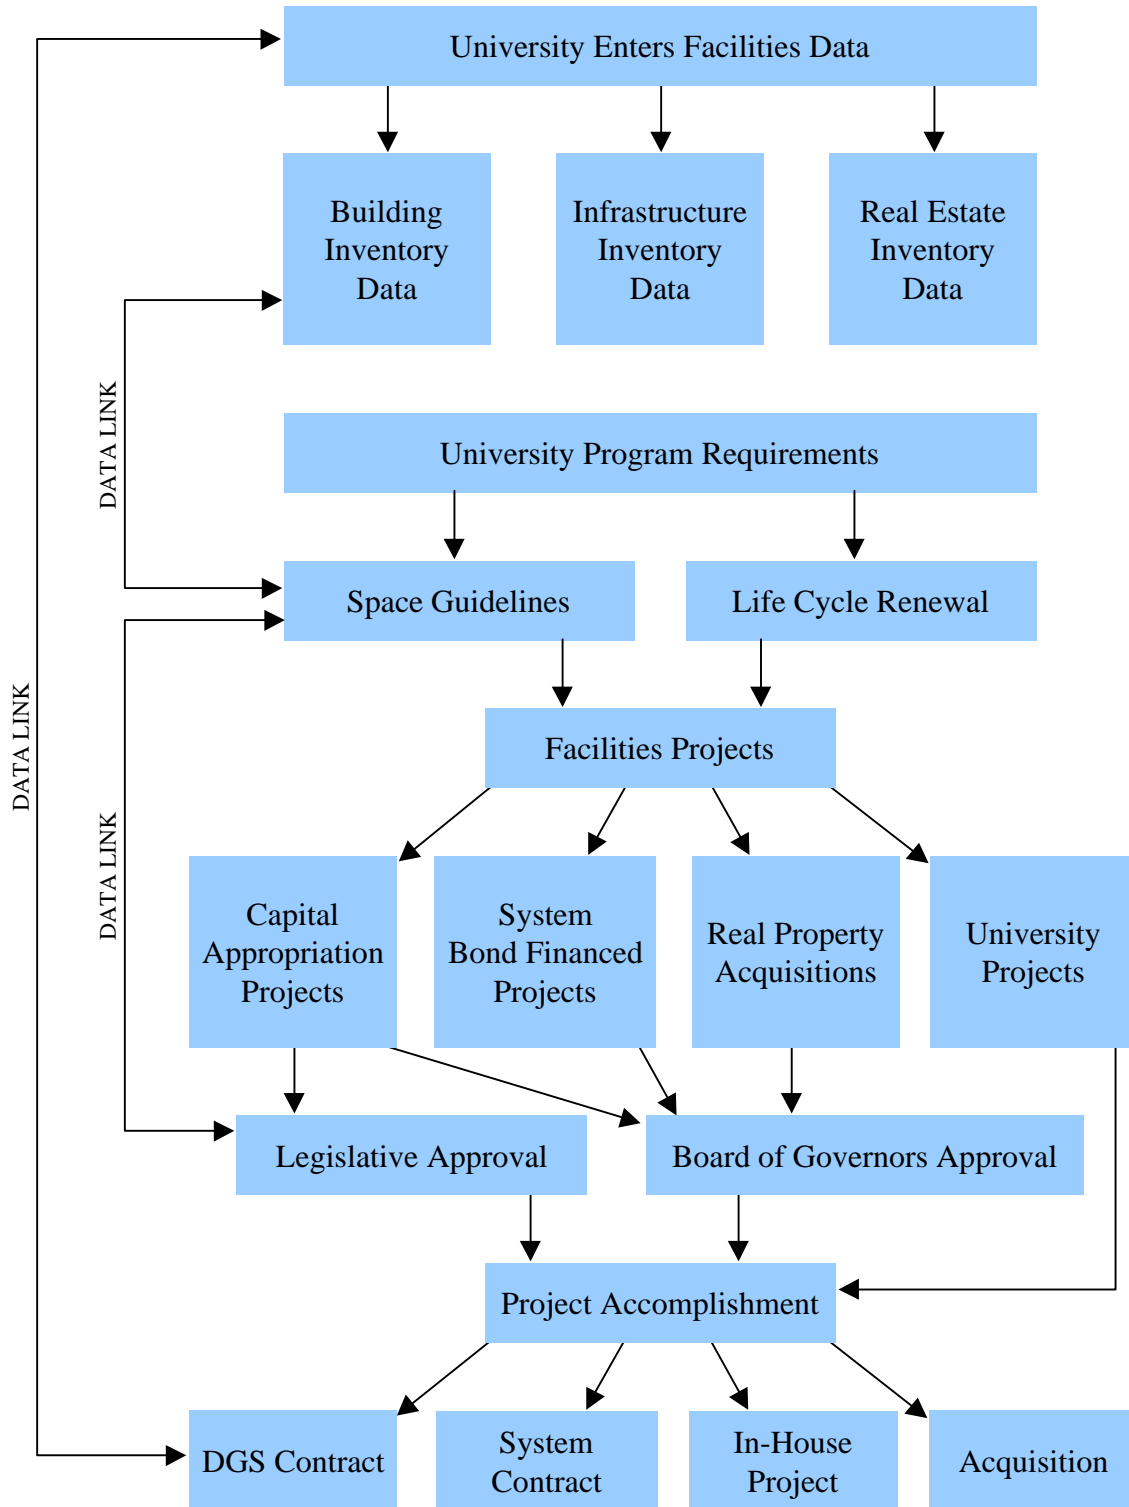 University Enters Facilities Data
Building
Inventory
Data
Infrastructure
Inventory
Data
Real Estate
Inventory
Data
DATA LINK
University Program Requirements
Space Guidelines
Life Cycle Renewal
DATA LINK
Facilities Projects
DATA LINK
Capital
Appropriation
Projects
System
Bond Financed
Projects
Real Property
Acquisitions
University
Projects
Legislative Approval
Board of Governors Approval
Project Accomplishment
DGS Contract
System
Contract
In-House
Project
Acquisition